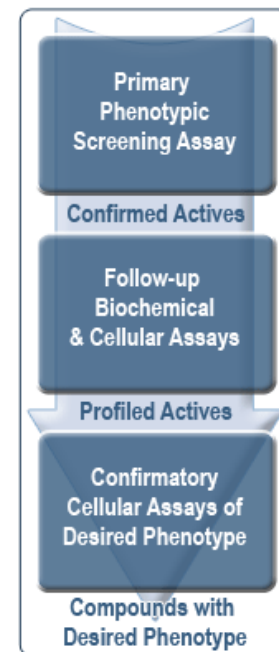 Primary
Phenotypic
Screening Assay
Confirmed Actives
Follow-up
Biochemical
& Cellular Assays
Profiled Actives
Confirmatory
Cellular Assays of
Desired Phenotype
Compounds with
Desired Phenotype